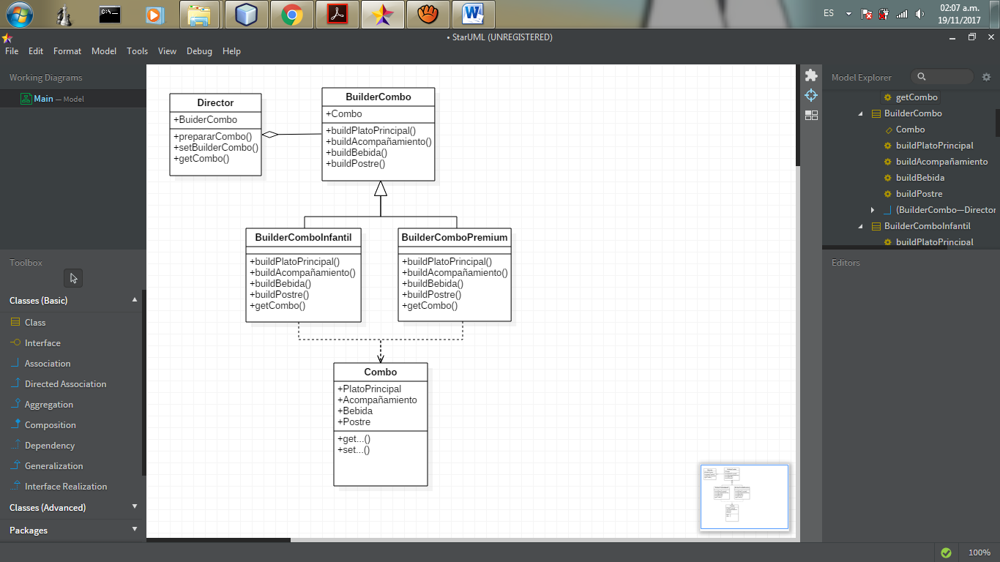 ES
02:07 a.m.
19/11/2017
• StarUML (UNREGISTERED)
File Edit Format Model Tools View Debug Help
Working Diagrams
Main — Model
Toolbox
Classes (Basic)
Class
Interface
Association
Directed Association
Aggregation
Composition
Dependency
Generalization
Interface Realization
Classes (Advanced)
Packages
Director
+BuiderCombo
+prepararCombo()
+setBuilderCombo()
+getCombo()
BuilderCombo
+Combo
+buildPlatoPrincipal()
+buildAcompañamiento()
+buildBebida()
+buildPostre()
BuilderComboInfantil
+buildPlatoPrincipal()
+buildAcompañamiento()
+buildBebida()
+buildPostre()
+getCombo()
BuilderComboPremium
+buildPlatoPrincipal()
+buildAcompañamiento()
+buildBebida()
+buildPostre()
+getCombo()
Combo
+PlatoPrincipal
+Acompañamiento
+Bebida
+Postre
+get...()
+set...()
Model Explorer
getCombo
BuilderCombo
Combo
buildPlatoPrincipal
buildAcompañamiento
buildBebida
buildPostre
(BuilderCombo—Director
BuilderComboInfantil
buildPlatoPrincipal
Editors
100%